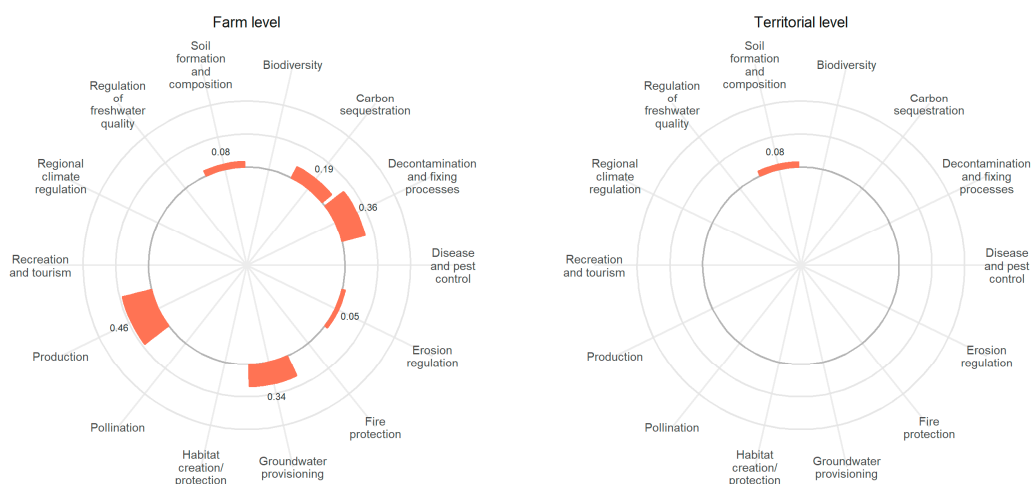 Farm level
Soil
formation
and
composition
Biodiversity
Carbon
sequestration
Decontamination
and fixing
processes
Disease
and pest
control
Erosion
regulation
Fire
protection
Groundwater
provisioning
Habitat
creation/
protection
Pollination
Production
Recreation
and tourism
Regional
climate
regulation
Regulation
of
freshwater
quality
0.08
0.19
0.36
0.05
0.34
0.46
Territorial level
Soil
formation
and
composition
Biodiversity
Carbon
sequestration
Decontamination
and fixing
processes
Disease
and pest
control
Erosion
regulation
Fire
protection
Groundwater
provisioning
Habitat
creation/
protection
Pollination
Production
Recreation
and tourism
Regional
climate
regulation
Regulation
of
freshwater
quality
0.08